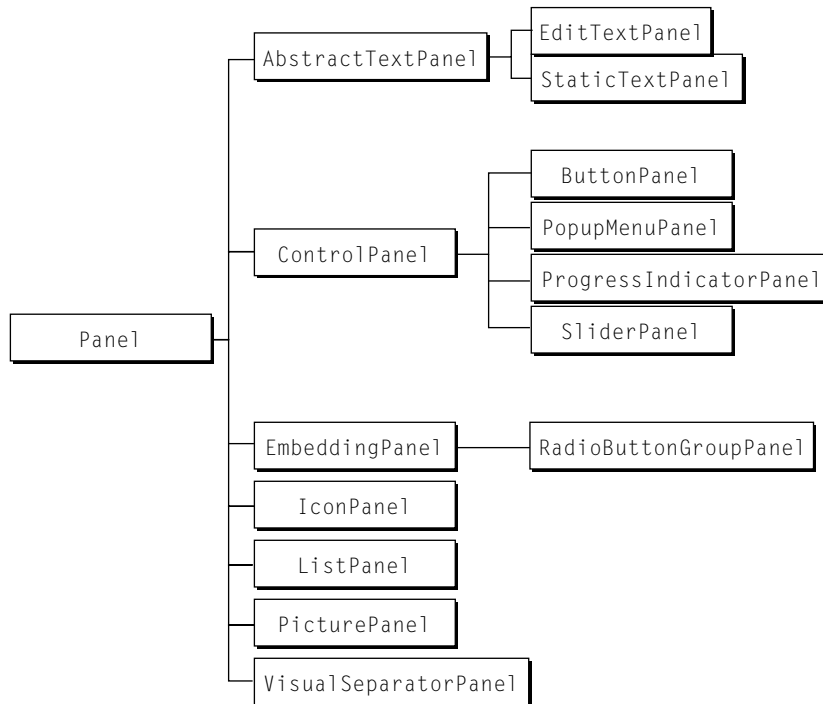 EditTextPanel
AbstractTextPanel
StaticTextPanel
ButtonPanel
PopupMenuPanel
ControlPanel
ProgressIndicatorPanel
SliderPanel
Panel
EmbeddingPanel
RadioButtonGroupPanel
IconPanel
ListPanel
PicturePanel
VisualSeparatorPanel